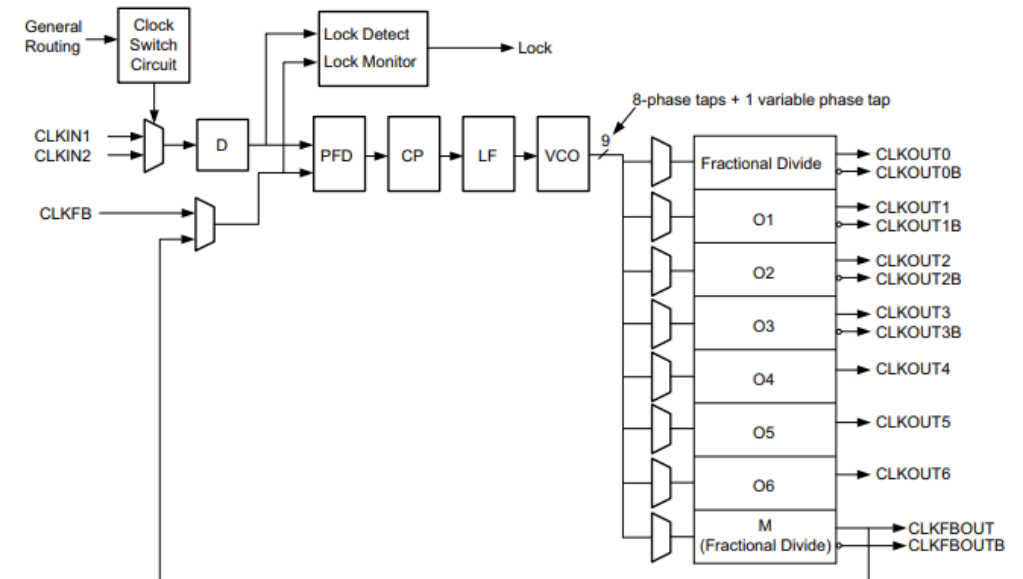 General
Routing
Clock
Switch
Circuit
Lock Detect
Lock Monitor
Lock
8-phase taps + 1 variable phase tap
CLKIN1
CLKIN2
D
PFD
CP
LF
VCO
9
CLKFB
Fractional Divide
CLKOUT0
CLKOUT0B
O1
CLKOUT1
CLKOUT1B
O2
CLKOUT2
CLKOUT2B
O3
CLKOUT3
CLKOUT3B
O4
CLKOUT4
O5
CLKOUT5
O6
CLKOUT6
M
(Fractional Divide)
CLKFBOUT
CLKFBOUTB